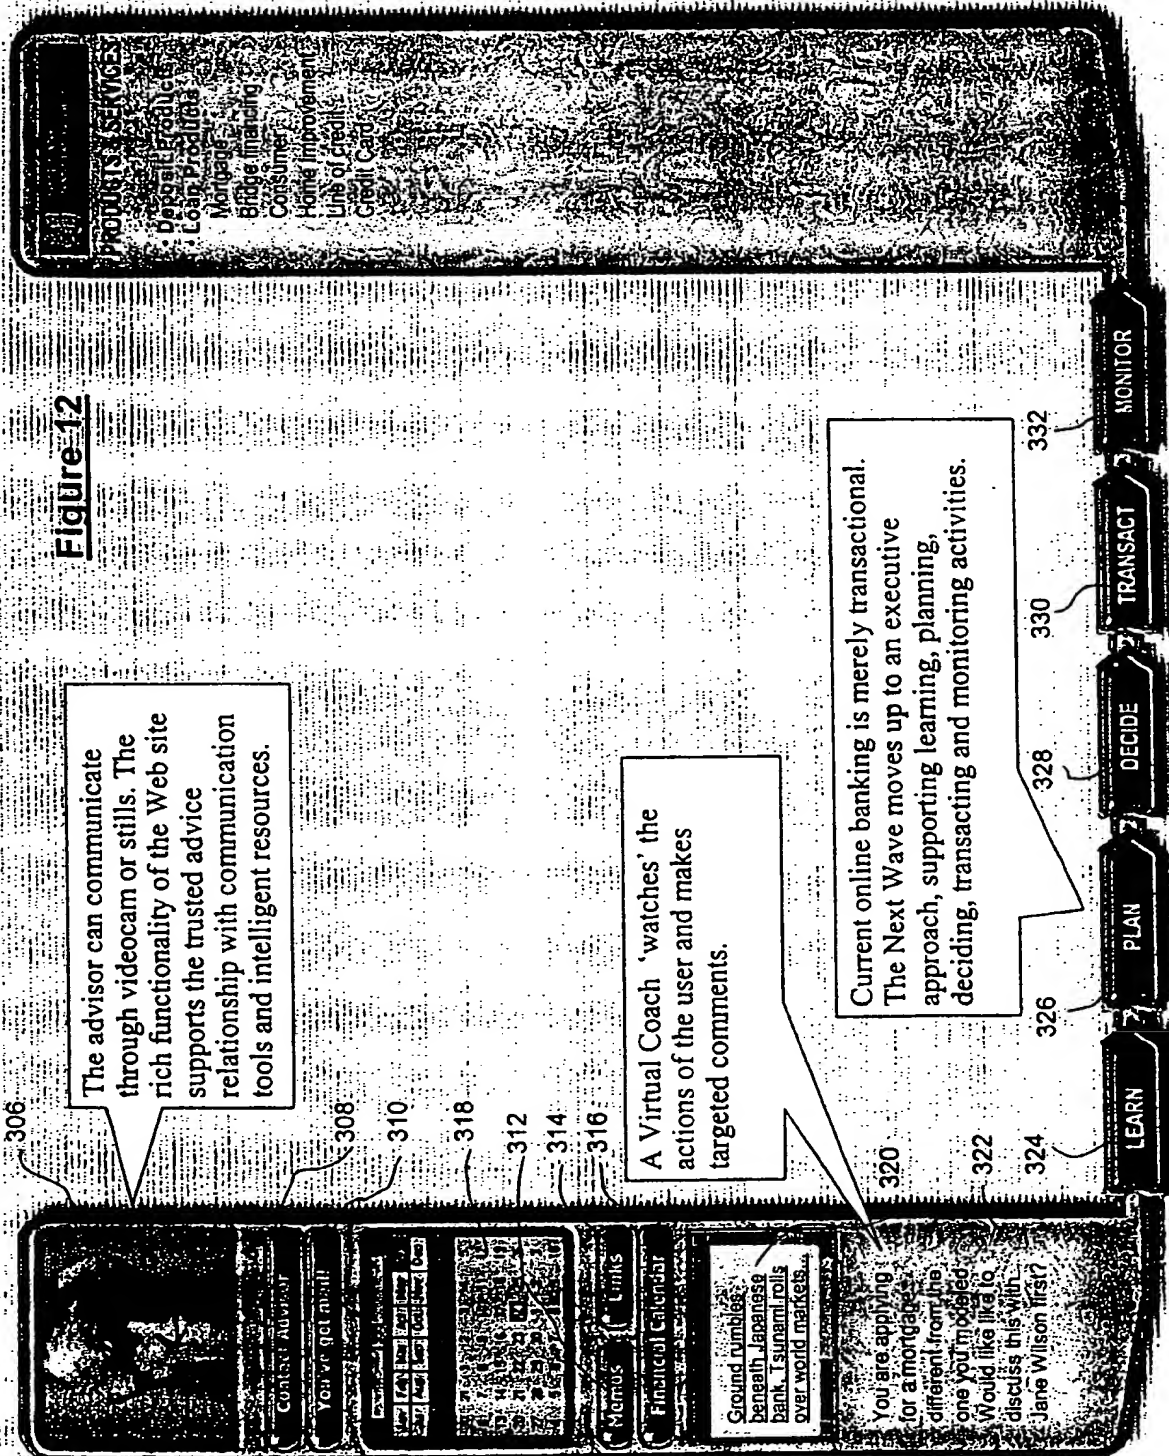 Figure 12
306
The advisor can communicate
through videocam or stills. The
rich functionality of the Web site
supports the trusted advice
relationship with communication
tools and intelligent resources.
308
310
318
312
314
316
Contact Advisor
You've got mail!
Memos
Links
Financial Calendar
Ground rumbles
beneath Japanese
bank. Tsunami rolls
over world markets...
You are applying
for a mortgage
different from the
one you modeled.
Would like like to
discuss this with
Jane Wilson first?
A Virtual Coach 'watches' the
actions of the user and makes
targeted comments.
320
322
324
Current online banking is merely transactional.
The Next Wave moves up to an executive
approach, supporting learning, planning,
deciding, transacting and monitoring activities.
326
328
330
332
LEARN
PLAN
DECIDE
TRANSACT
MONITOR
PRODUCTS & SERVICES
• Deposit products
• Loan Products
Mortgage
Bridge financing
Consumer
Home improvement
Line of credit
Credit Card